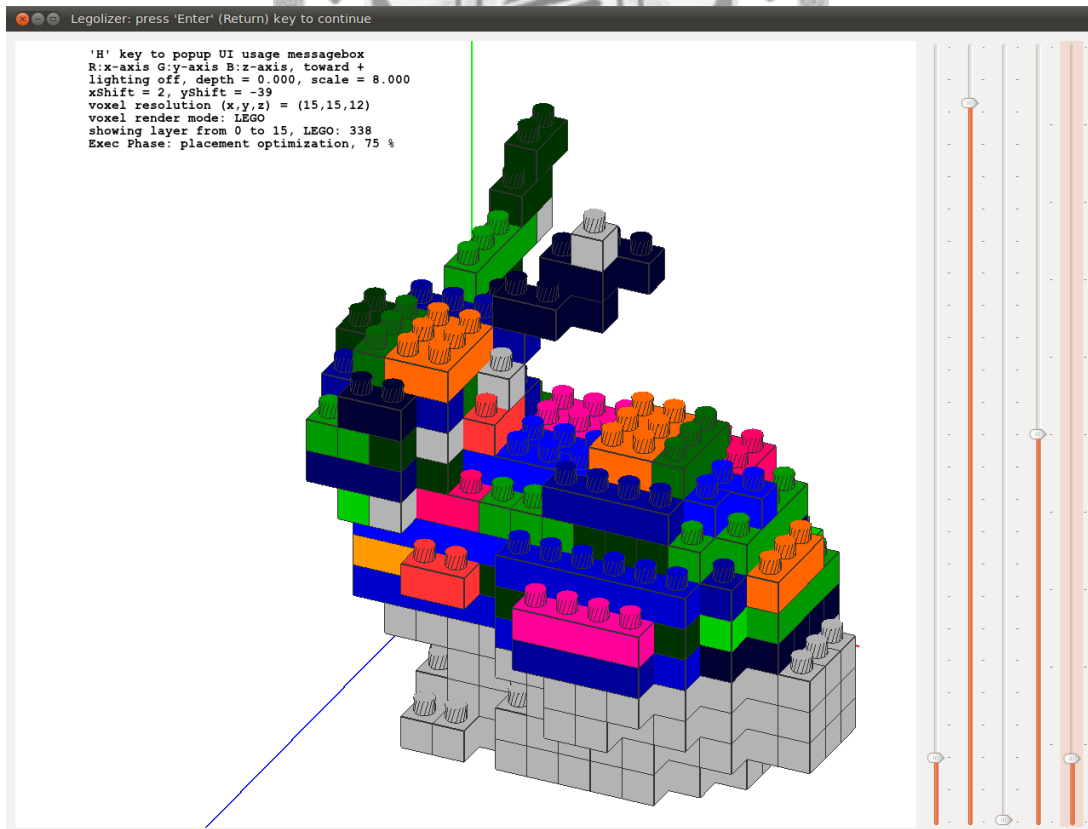 Legolizer: press 'Enter' (Return) key to continue
'H' key to popup UI usage messagebox
R:x-axis G:y-axis B:z-axis, toward +
lighting off, depth = 0.000, scale = 8.000
xShift = 2, yShift = -39
voxel resolution (x,y,z) = (15,15,12)
voxel render mode: LEGO
showing layer from 0 to 15, LEGO: 338
Exec Phase: placement optimization, 75 %